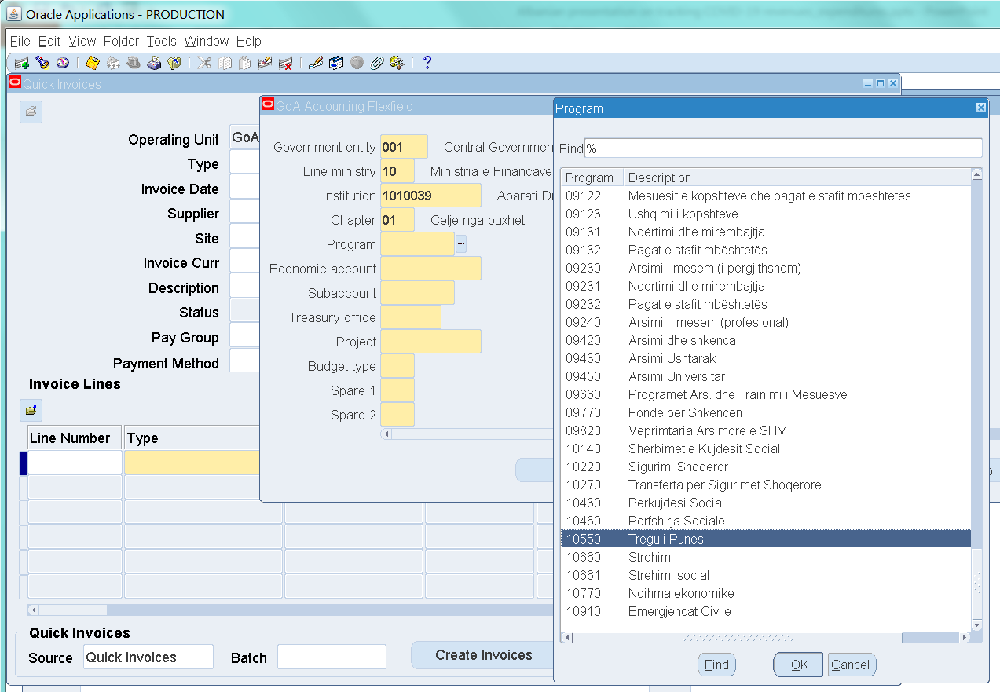 Oracle Applications - PRODUCTION
File Edit View Folder Tools Window Help
Quick Invoices
Operating Unit GoA
Type
Invoice Date
Supplier
Site
Invoice Curr
Description
Status
Pay Group
Payment Method
Invoice Lines
Line Number Type
Quick Invoices
Source Quick Invoices Batch Create Invoices
GoA Accounting Flexfield
Government entity 001 Central Governmen
Line ministry 10 Ministria e Financave
Institution 1010039 Aparati Dr
Chapter 01 Celje nga buxheti
Program ...
Economic account
Subaccount
Treasury office
Project
Budget type
Spare 1
Spare 2
Program
Find %
Program Description
09122 Mësuesit e kopshteve dhe pagat e stafit mbështetës
09123 Ushqimi i kopshteve
09131 Ndërtimi dhe mirëmbajtja
09132 Pagat e stafit mbështetës
09230 Arsimi i mesem (i pergjithshem)
09231 Ndertimi dhe mirembajtja
09232 Pagat e stafit mbështetës
09240 Arsimi i mesem (profesional)
09420 Arsimi dhe shkenca
09430 Arsimi Ushtarak
09450 Arsimi Universitar
09660 Programet Ars. dhe Trainimi i Mesuesve
09770 Fonde per Shkencen
09820 Veprimtaria Arsimore e SHM
10140 Sherbimet e Kujdesit Social
10220 Sigurimi Shoqeror
10270 Transferta per Sigurimet Shoqerore
10430 Perkujdesi Social
10460 Perfshirja Sociale
10550 Tregu i Punes
10660 Strehimi
10661 Strehimi social
10770 Ndihma ekonomike
10910 Emergjencat Civile
Find OK Cancel